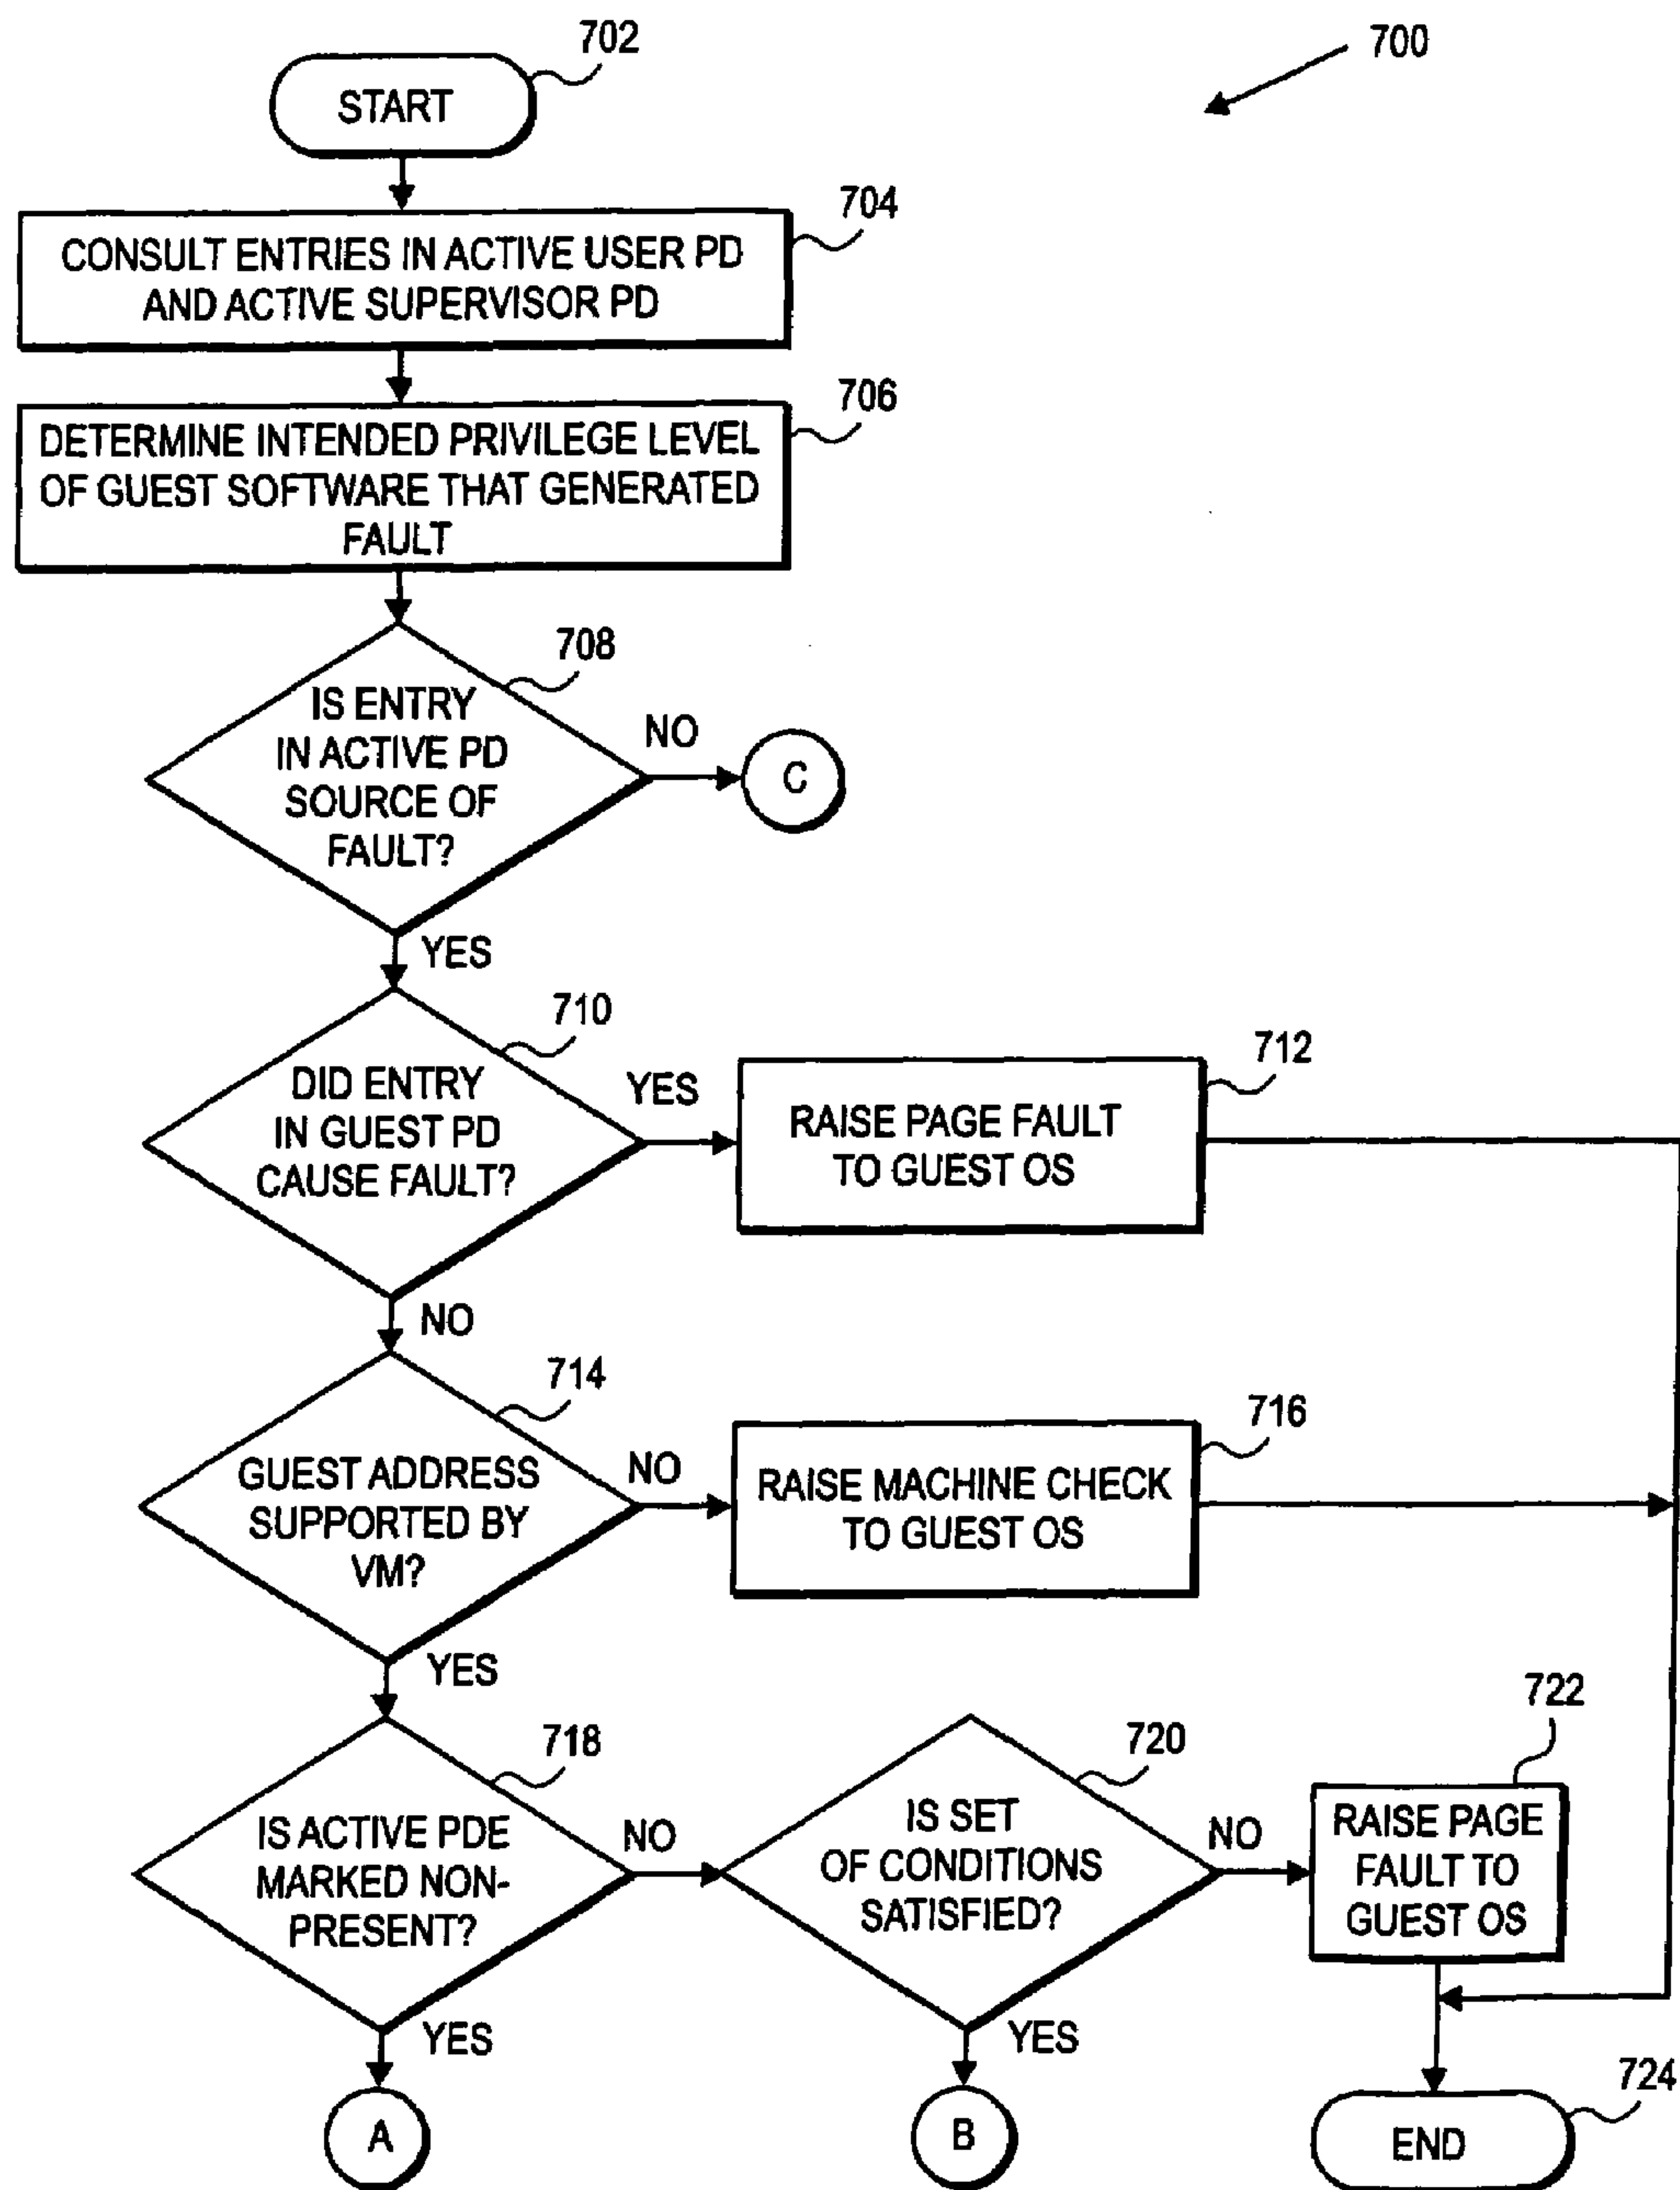 702
700
START
704
CONSULT ENTRIES IN ACTIVE USER PD
AND ACTIVE SUPERVISOR PD
706
DETERMINE INTENDED PRIVILEGE LEVEL
OF GUEST SOFTWARE THAT GENERATED
FAULT
708
IS ENTRY
IN ACTIVE PD
SOURCE OF
FAULT?
NO
C
YES
710
DID ENTRY
IN GUEST PD
CAUSE FAULT?
YES
712
RAISE PAGE FAULT
TO GUEST OS
NO
714
GUEST ADDRESS
SUPPORTED BY
VM?
NO
716
RAISE MACHINE CHECK
TO GUEST OS
YES
718
IS ACTIVE PDE
MARKED NON-
PRESENT?
NO
720
IS SET
OF CONDITIONS
SATISFIED?
NO
722
RAISE PAGE
FAULT TO
GUEST OS
YES
A
YES
B
724
END